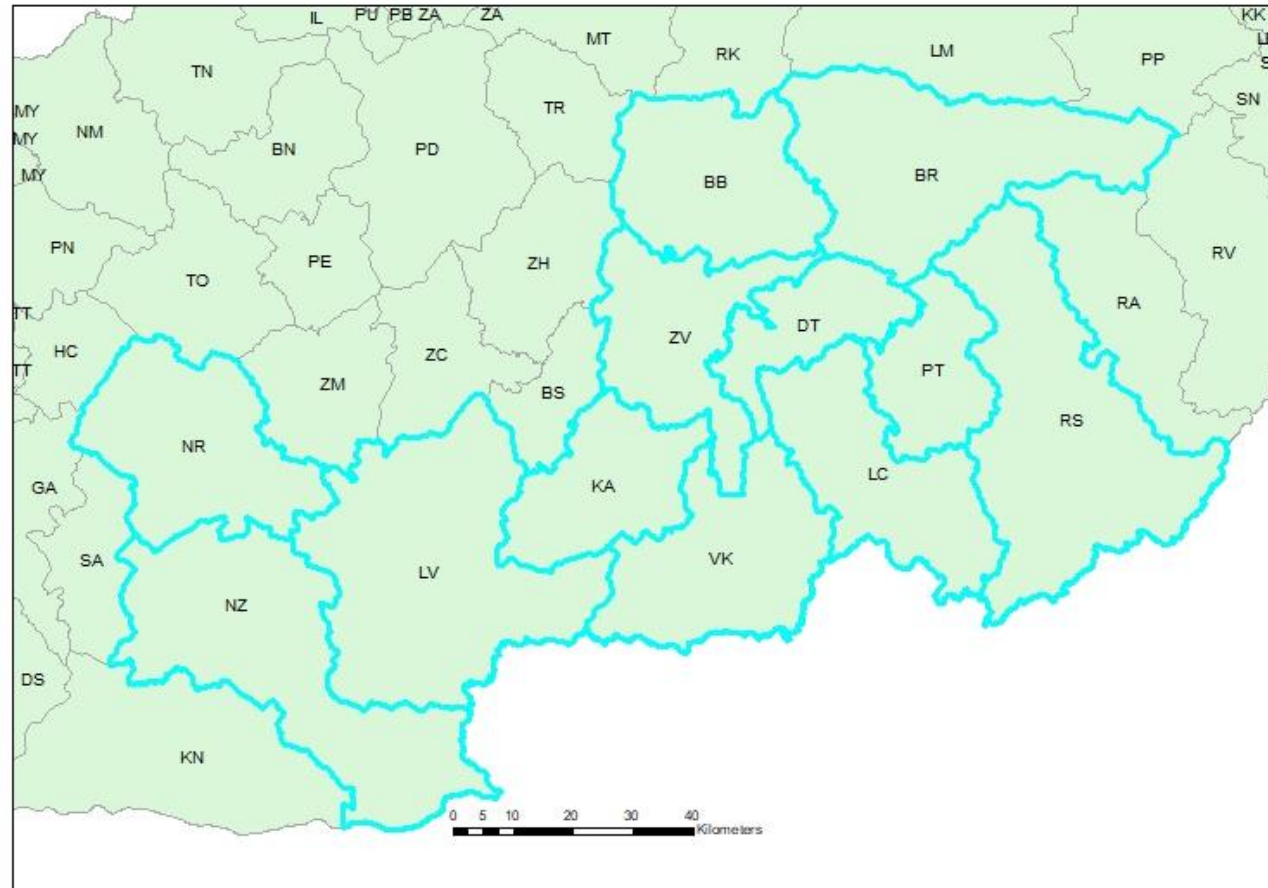 IL PU PB ZA ZA KK
MT
RK LM PP
TN
SN
MY NM TR
MY BN PD
MY BB BR
PN TO PE ZH RV
RA
TT HC DT
TT ZM ZC BS ZV PT
NR RS
GA KA LC
SA LV VK
NZ
DS
KN
0 5 10 20 30 40
Kilometers